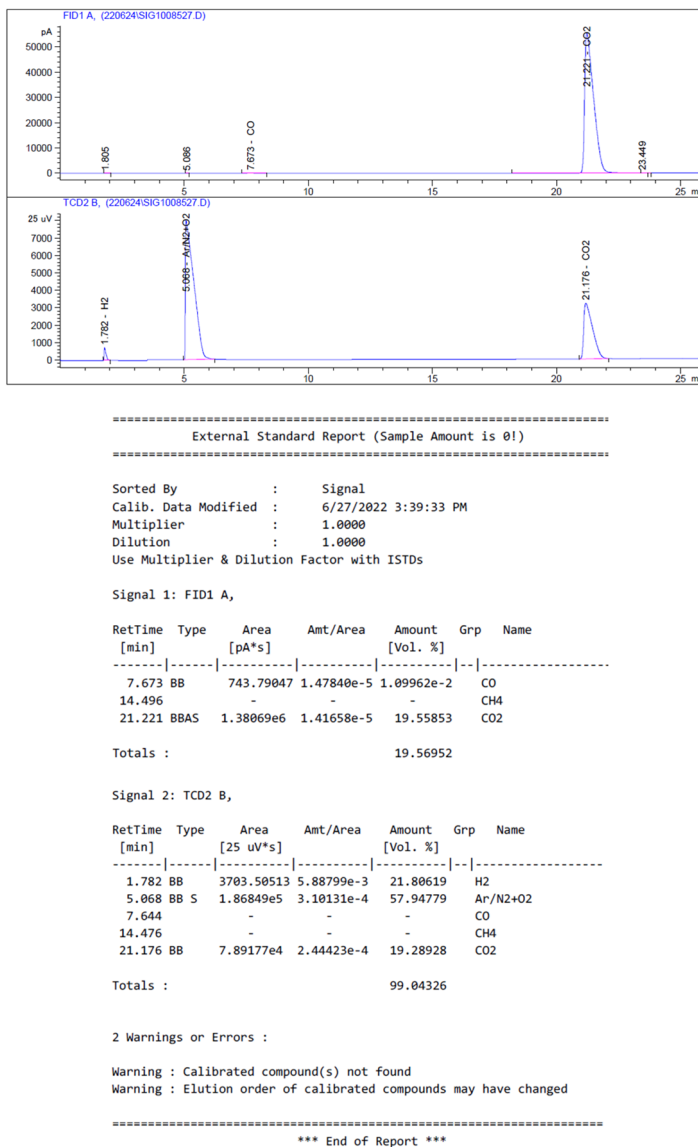 FID1 A, (220624\SIG1008527.D)
pA
50000
40000
30000
20000
10000
0
1.805
5.086
7.673 - CO
21.221 - CO2
23.449
5 10 15 20 25 m
TCD2 B, (220624\SIG1008527.D)
25 uV
7000
6000
5000
4000
3000
2000
1000
0
1.782 - H2
5.068 - Ar/N2+O2
21.176 - CO2
5 10 15 20 25 m
=====================================================================
External Standard Report (Sample Amount is 0!)
=====================================================================
Sorted By : Signal
Calib. Data Modified : 6/27/2022 3:39:33 PM
Multiplier : 1.0000
Dilution : 1.0000
Use Multiplier & Dilution Factor with ISTDs
Signal 1: FID1 A,
RetTime Type Area Amt/Area Amount Grp Name
[min] [pA*s] [Vol. %]
-------|------|----------|----------|----------|--|------------------
7.673 BB 743.79047 1.47840e-5 1.09962e-2 CO
14.496 - - - CH4
21.221 BBAS 1.38069e6 1.41658e-5 19.55853 CO2
Totals : 19.56952
Signal 2: TCD2 B,
RetTime Type Area Amt/Area Amount Grp Name
[min] [25 uV*s] [Vol. %]
-------|------|----------|----------|----------|--|------------------
1.782 BB 3703.50513 5.88799e-3 21.80619 H2
5.068 BB S 1.86849e5 3.10131e-4 57.94779 Ar/N2+O2
7.644 - - - CO
14.476 - - - CH4
21.176 BB 7.89177e4 2.44423e-4 19.28928 CO2
Totals : 99.04326
2 Warnings or Errors :
Warning : Calibrated compound(s) not found
Warning : Elution order of calibrated compounds may have changed
=====================================================================
*** End of Report ***